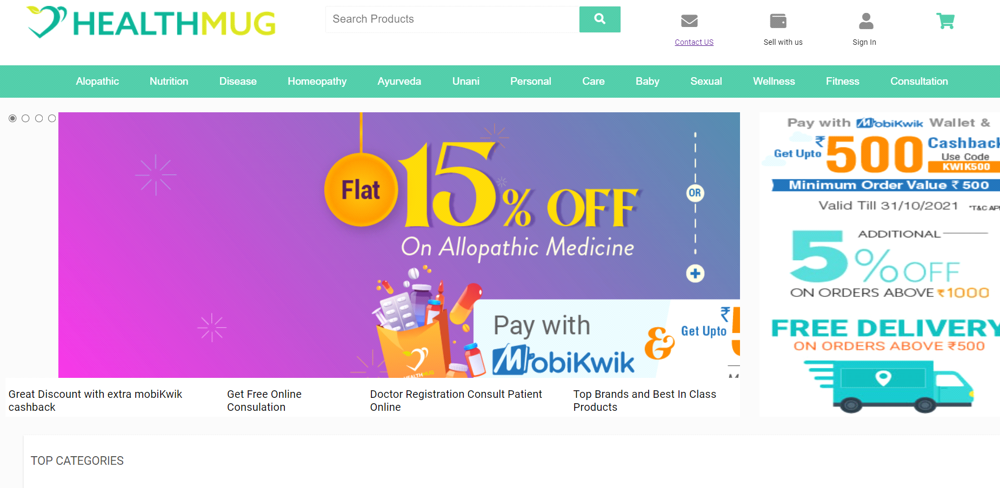 HEALTHMUG
Search Products
Contact US
Sell with us
Sign In
Alopathic Nutrition Disease Homeopathy Ayurveda Unani Personal Care Baby Sexual Wellness Fitness Consultation
Flat 15% OFF
On Allopathic Medicine
OR
HEALTHMUG
Pay with
MobiKwik
&
Get Upto ₹
Pay with MobiKwik Wallet &
Get Upto ₹500 Cashback
Use Code
KWIK500
Minimum Order Value ₹ 500
Valid Till 31/10/2021 *T&C
ADDITIONAL
5% OFF
ON ORDERS ABOVE ₹1000
FREE DELIVERY
ON ORDERS ABOVE ₹500
Great Discount with extra mobiKwik
cashback
Get Free Online
Consulation
Doctor Registration Consult Patient
Online
Top Brands and Best In Class
Products
TOP CATEGORIES